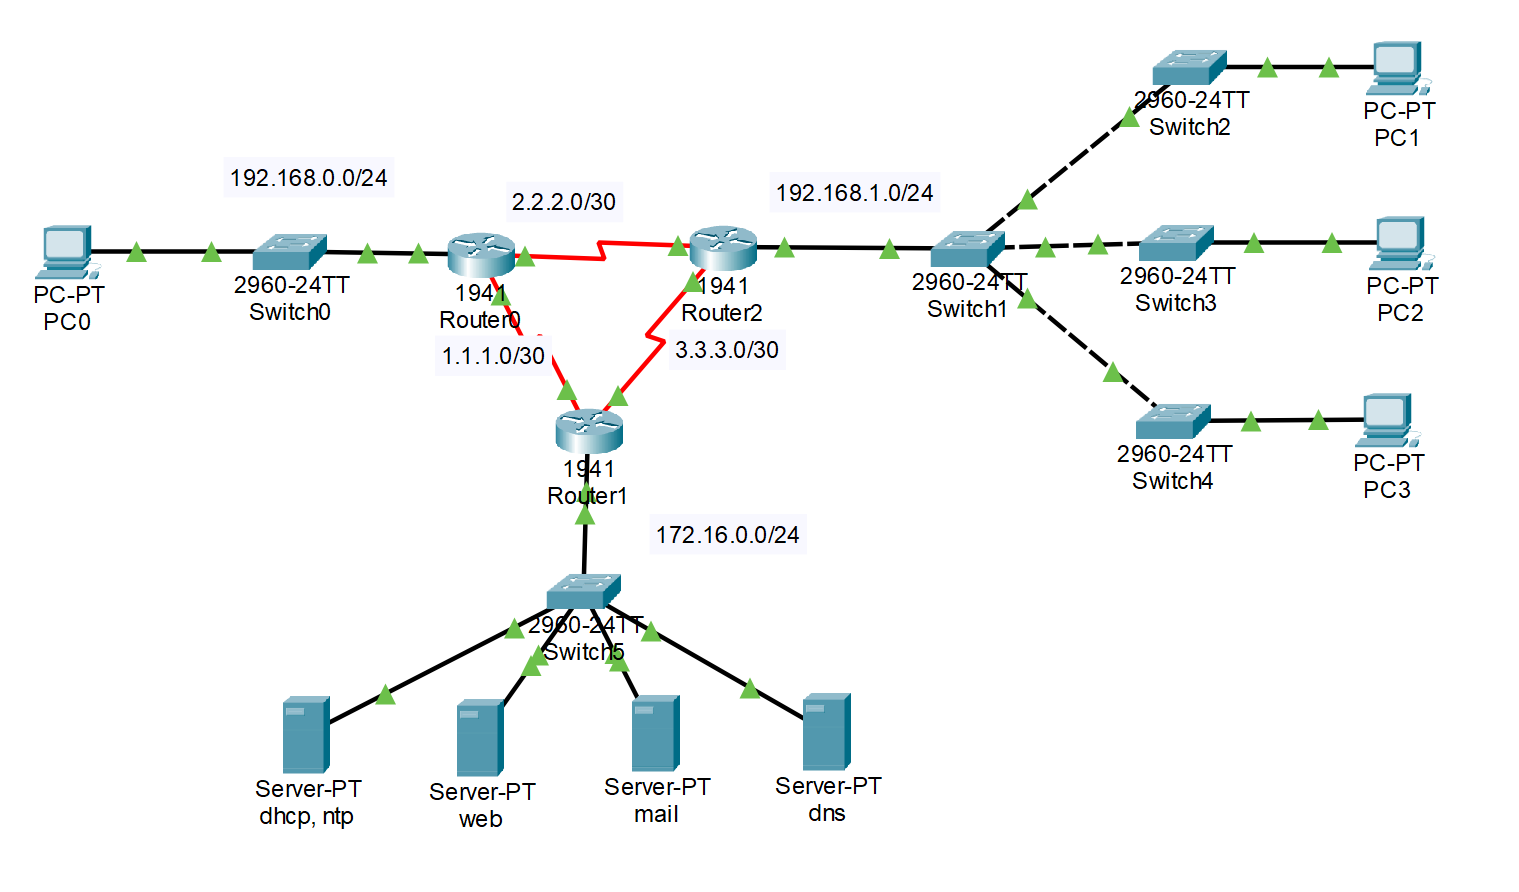 2960-24TT
Switch2
PC-PT
PC1
192.168.0.0/24
2.2.2.0/30
192.168.1.0/24
PC-PT
PC0
2960-24TT
Switch0
1941
Router0
1941
Router2
2960-24TT
Switch1
2960-24TT
Switch3
PC-PT
PC2
1.1.1.0/30
3.3.3.0/30
1941
Router1
2960-24TT
Switch4
PC-PT
PC3
172.16.0.0/24
2960-24TT
Switch5
Server-PT
dhcp, ntp
Server-PT
web
Server-PT
mail
Server-PT
dns